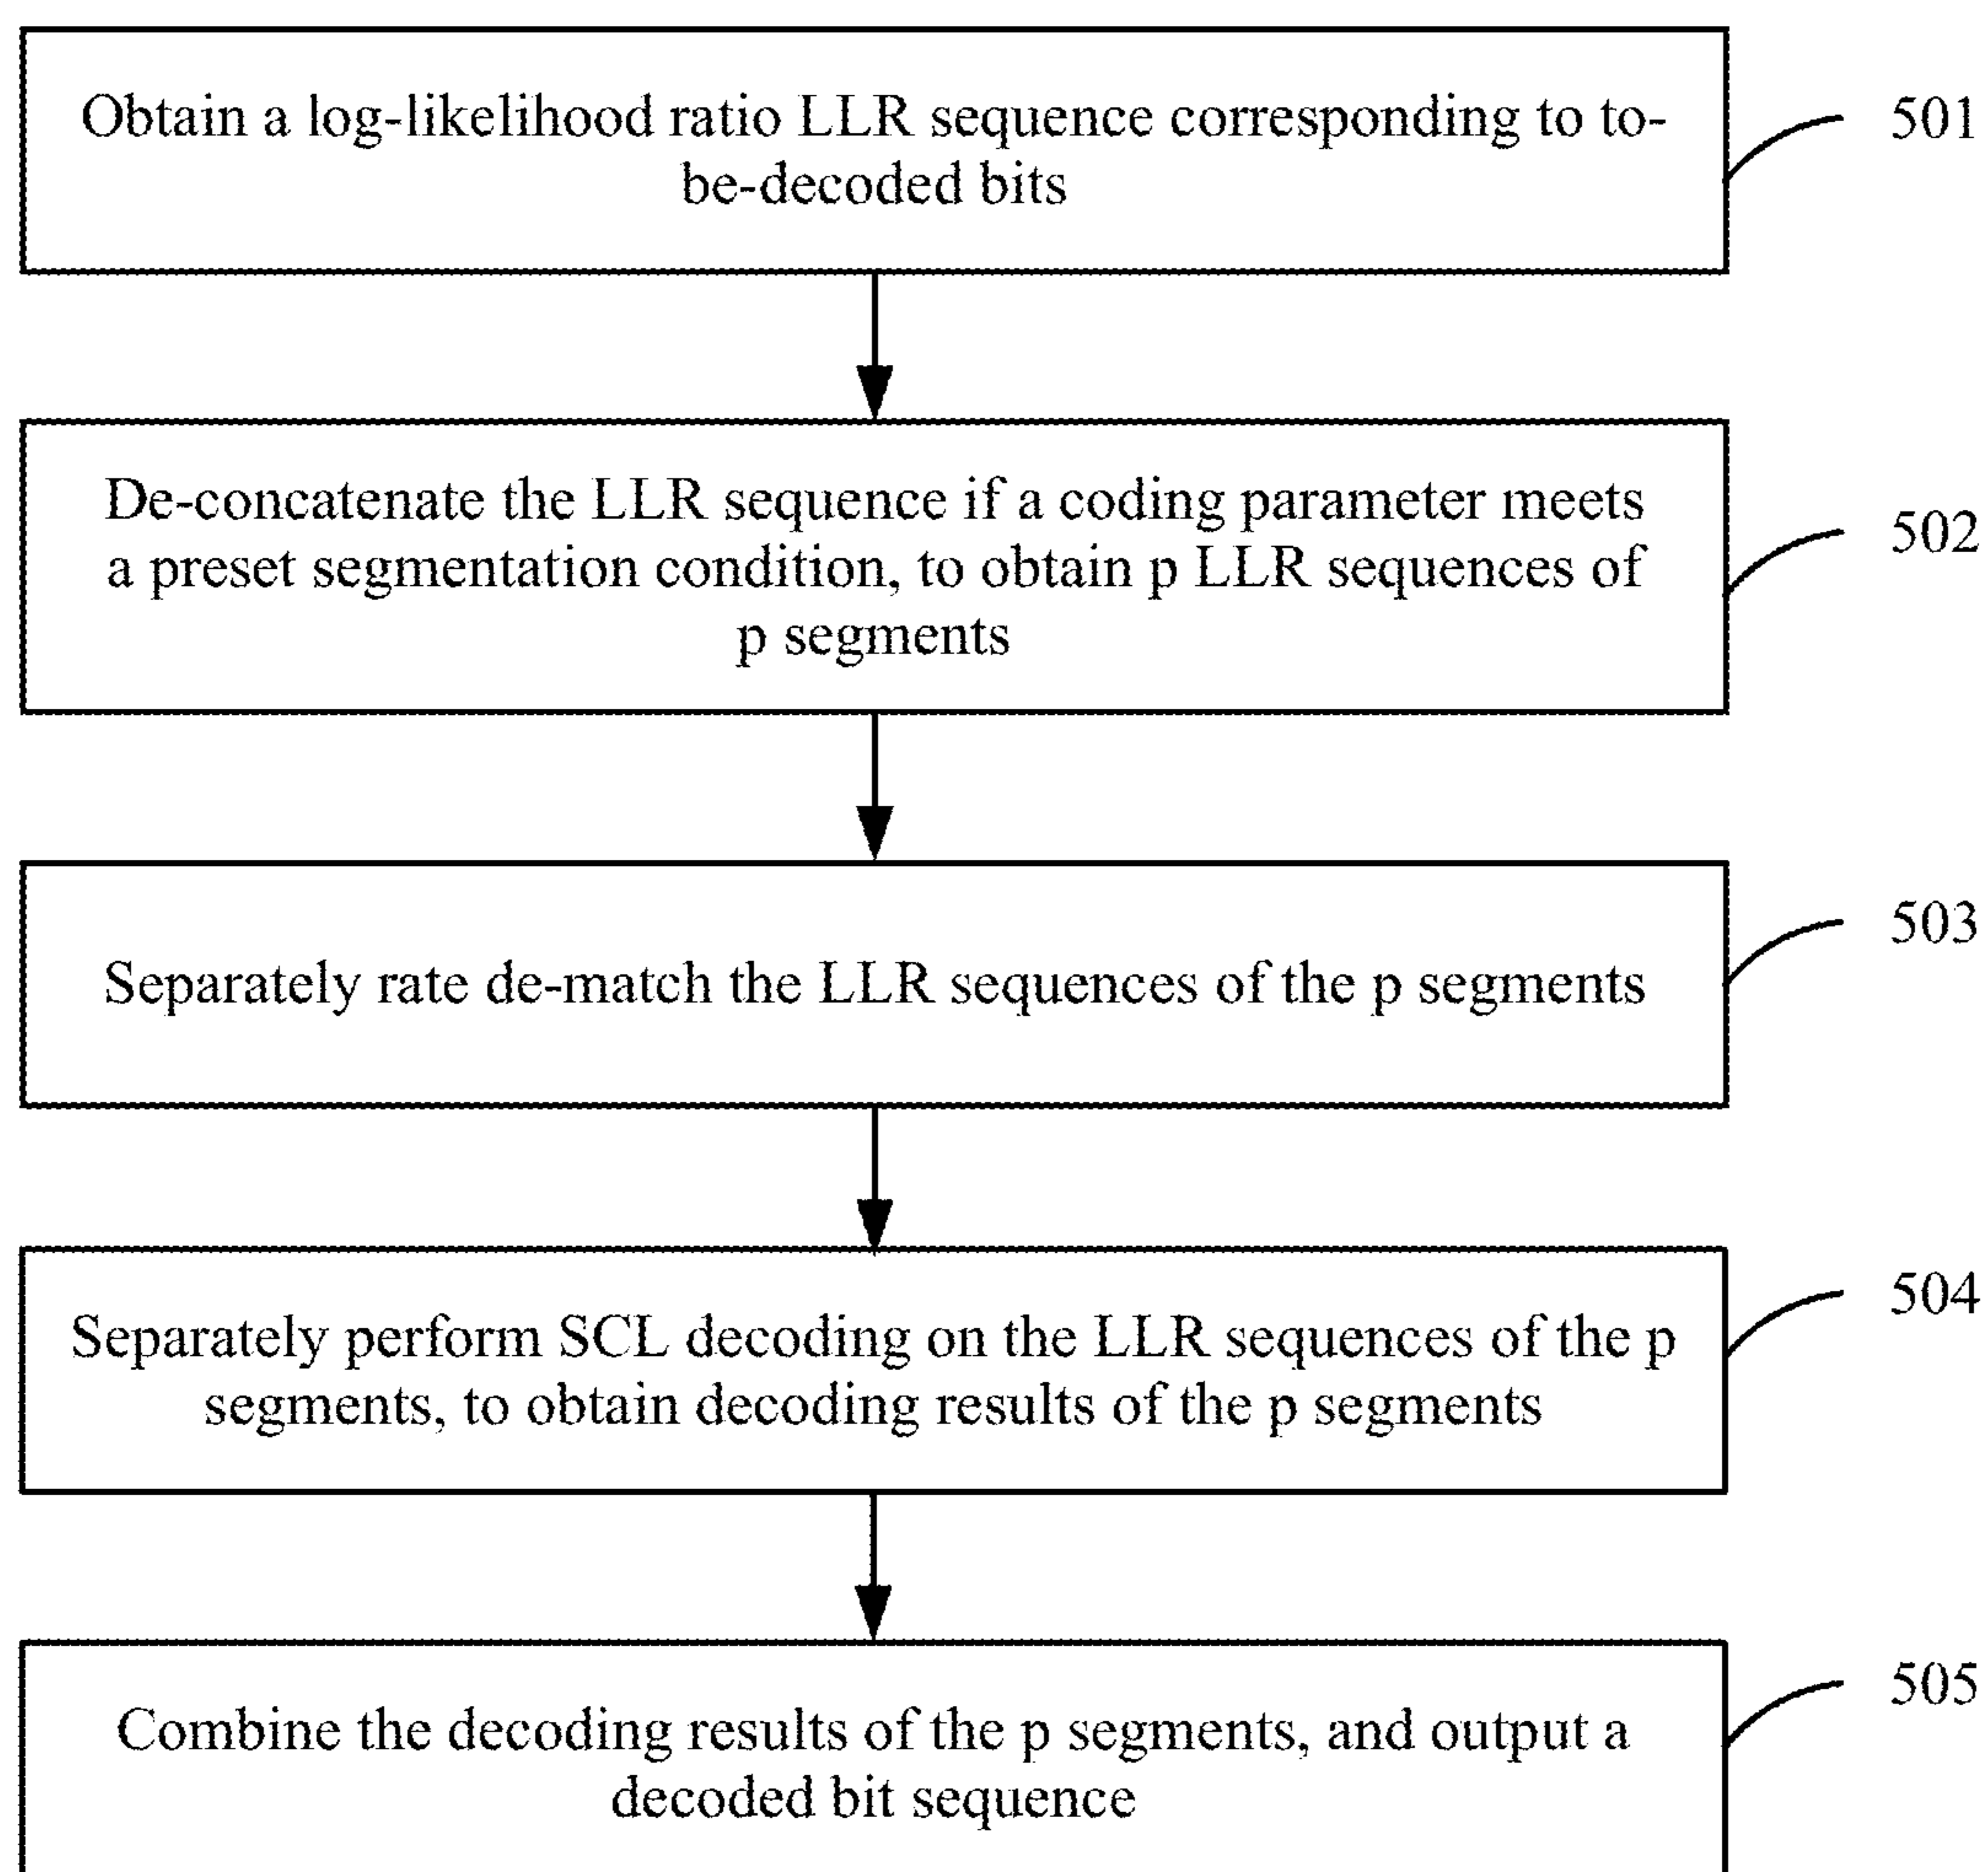 Obtain a log-likelihood ratio LLR sequence corresponding to to-
be-decoded bits
501
De-concatenate the LLR sequence if a coding parameter meets
a preset segmentation condition, to obtain p LLR sequences of
p segments
502
Separately rate de-match the LLR sequences of the p segments
503
Separately perform SCL decoding on the LLR sequences of the p
segments, to obtain decoding results of the p segments
504
Combine the decoding results of the p segments, and output a
decoded bit sequence
505